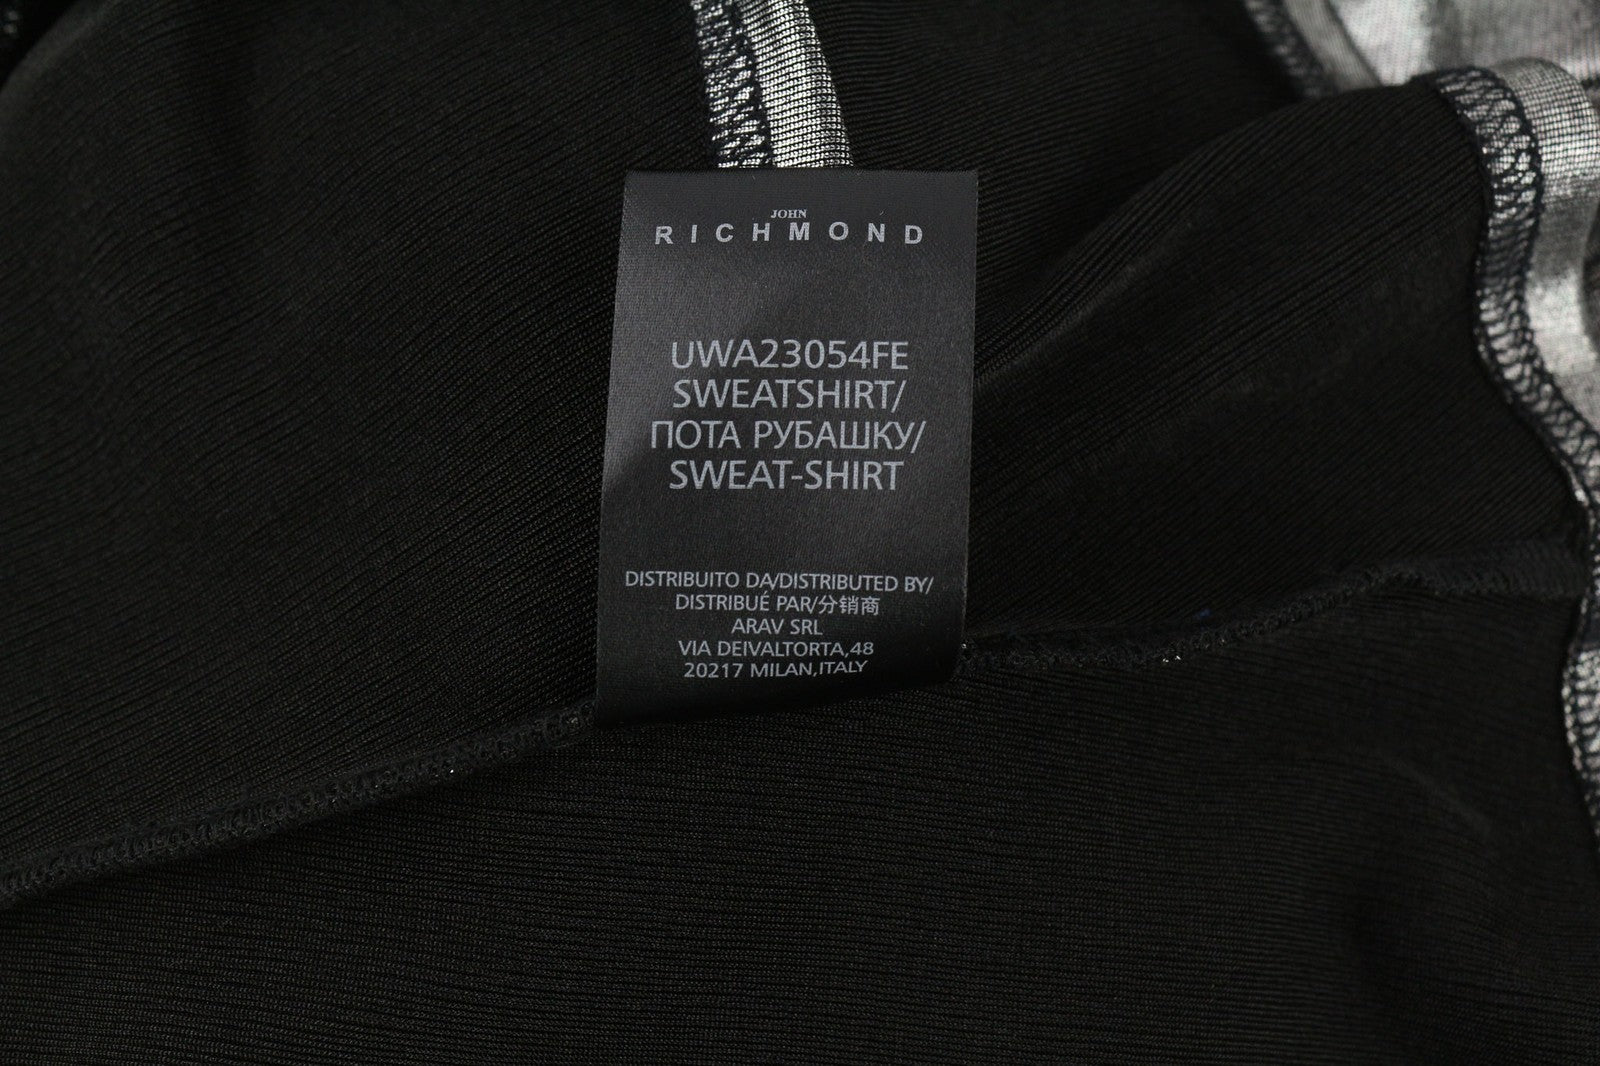 JOHN
RICHMOND
UWA23054FE
SWEATSHIRT/
ПОТА РУБАШКУ/
SWEAT-SHIRT
DISTRIBUITO DA/DISTRIBUTED BY/
DISTRIBUÉ PAR/分销商
ARAV SRL
VIA DEIVALTORTA,48
20217 MILAN,ITALY